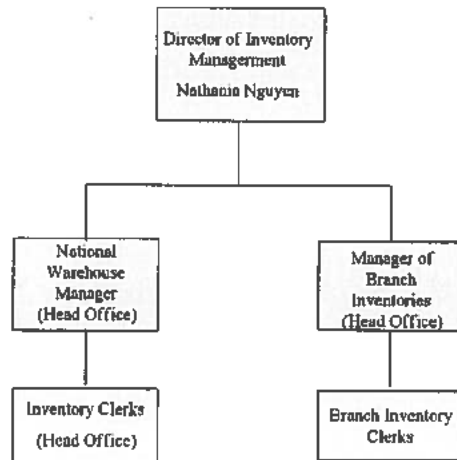 Director of Inventory
Managerment
Nathania Nguyen
National
Warehouse
Manager
(Head Office)
Manager of
Branch
Inventories
(Head Office)
Inventory Clerks
(Head Office)
Branch Inventory
Clerks